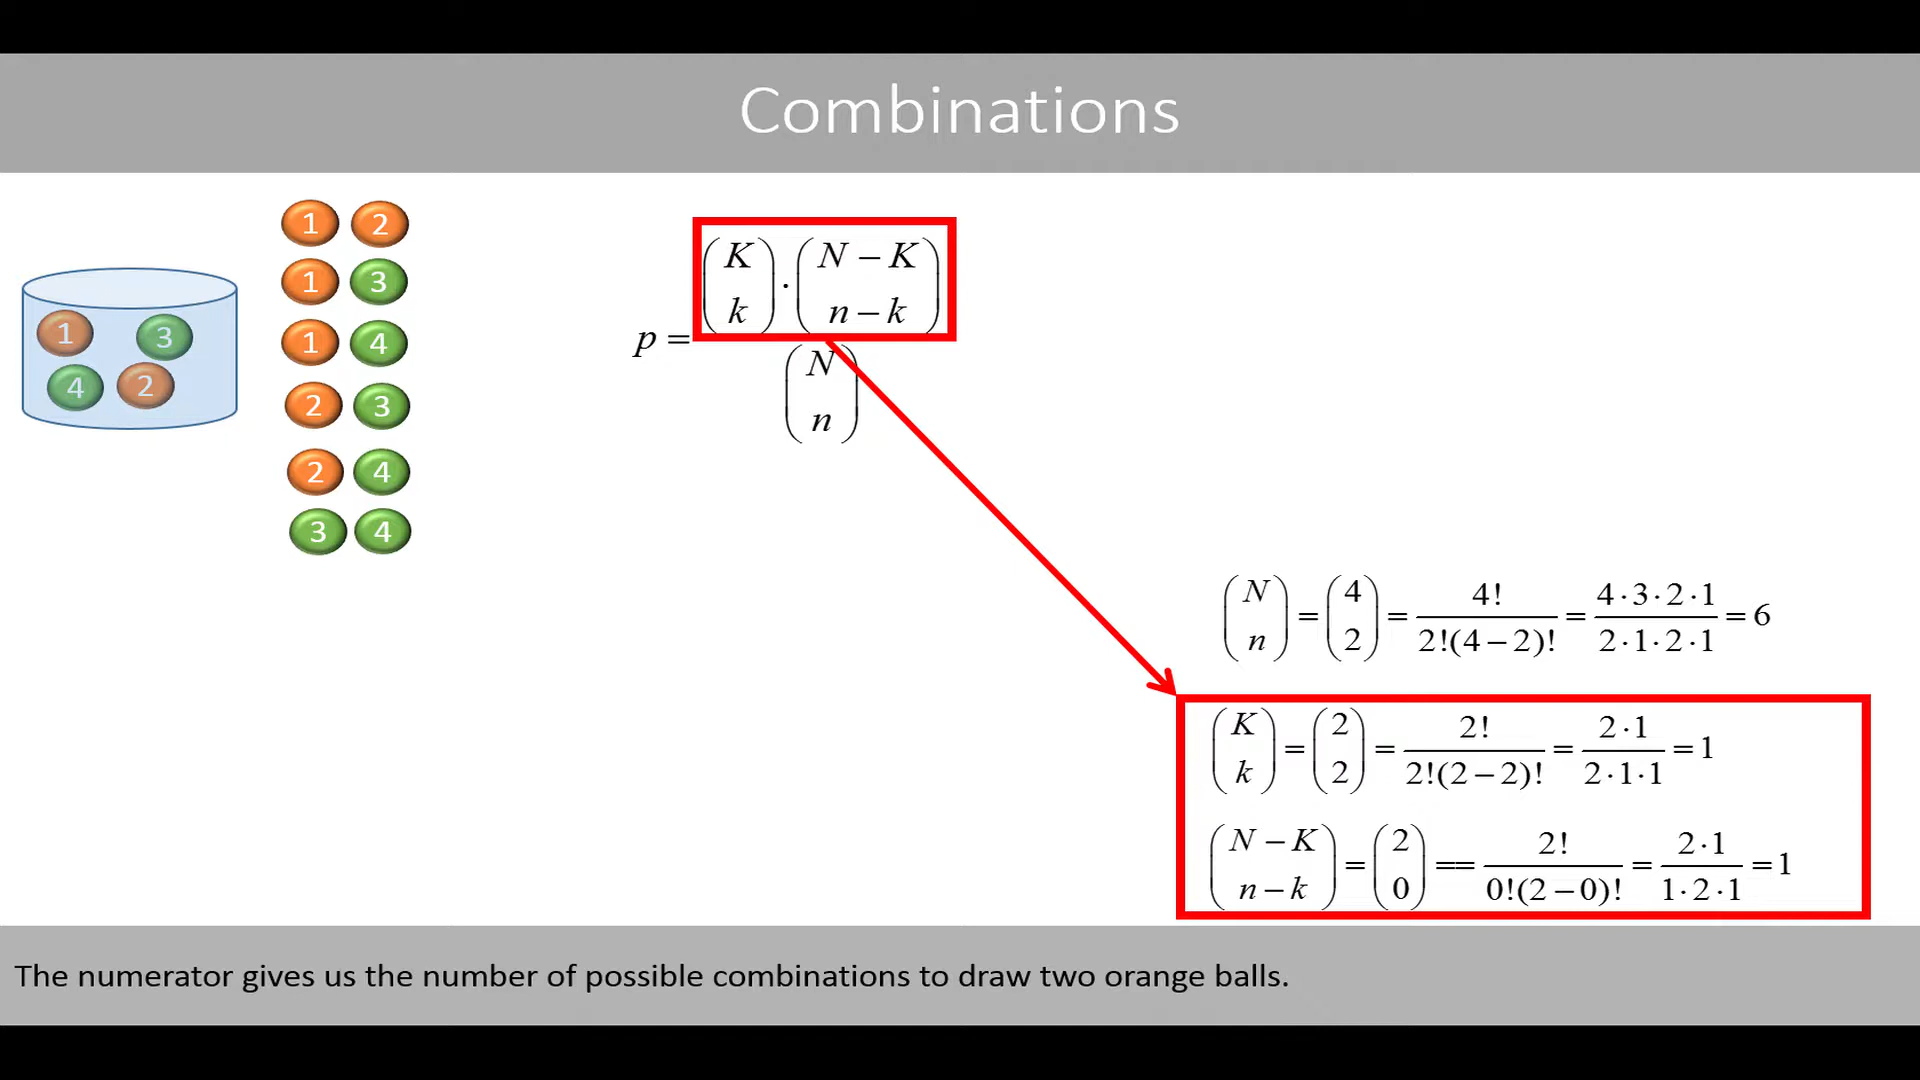 Combinations
1 2
1 3
1 4
2 3
2 4
3 4
1 3
4 2
p = (K k) · (N − K n − k) / (N n)
(N n) = (4 2) = 4! / 2!(4 − 2)! = 4·3·2·1 / 2·1·2·1 = 6
(K k) = (2 2) = 2! / 2!(2 − 2)! = 2·1 / 2·1·1 = 1
(N − K n − k) = (2 0) == 2! / 0!(2 − 0)! = 2·1 / 1·2·1 = 1
The numerator gives us the number of possible combinations to draw two orange balls.